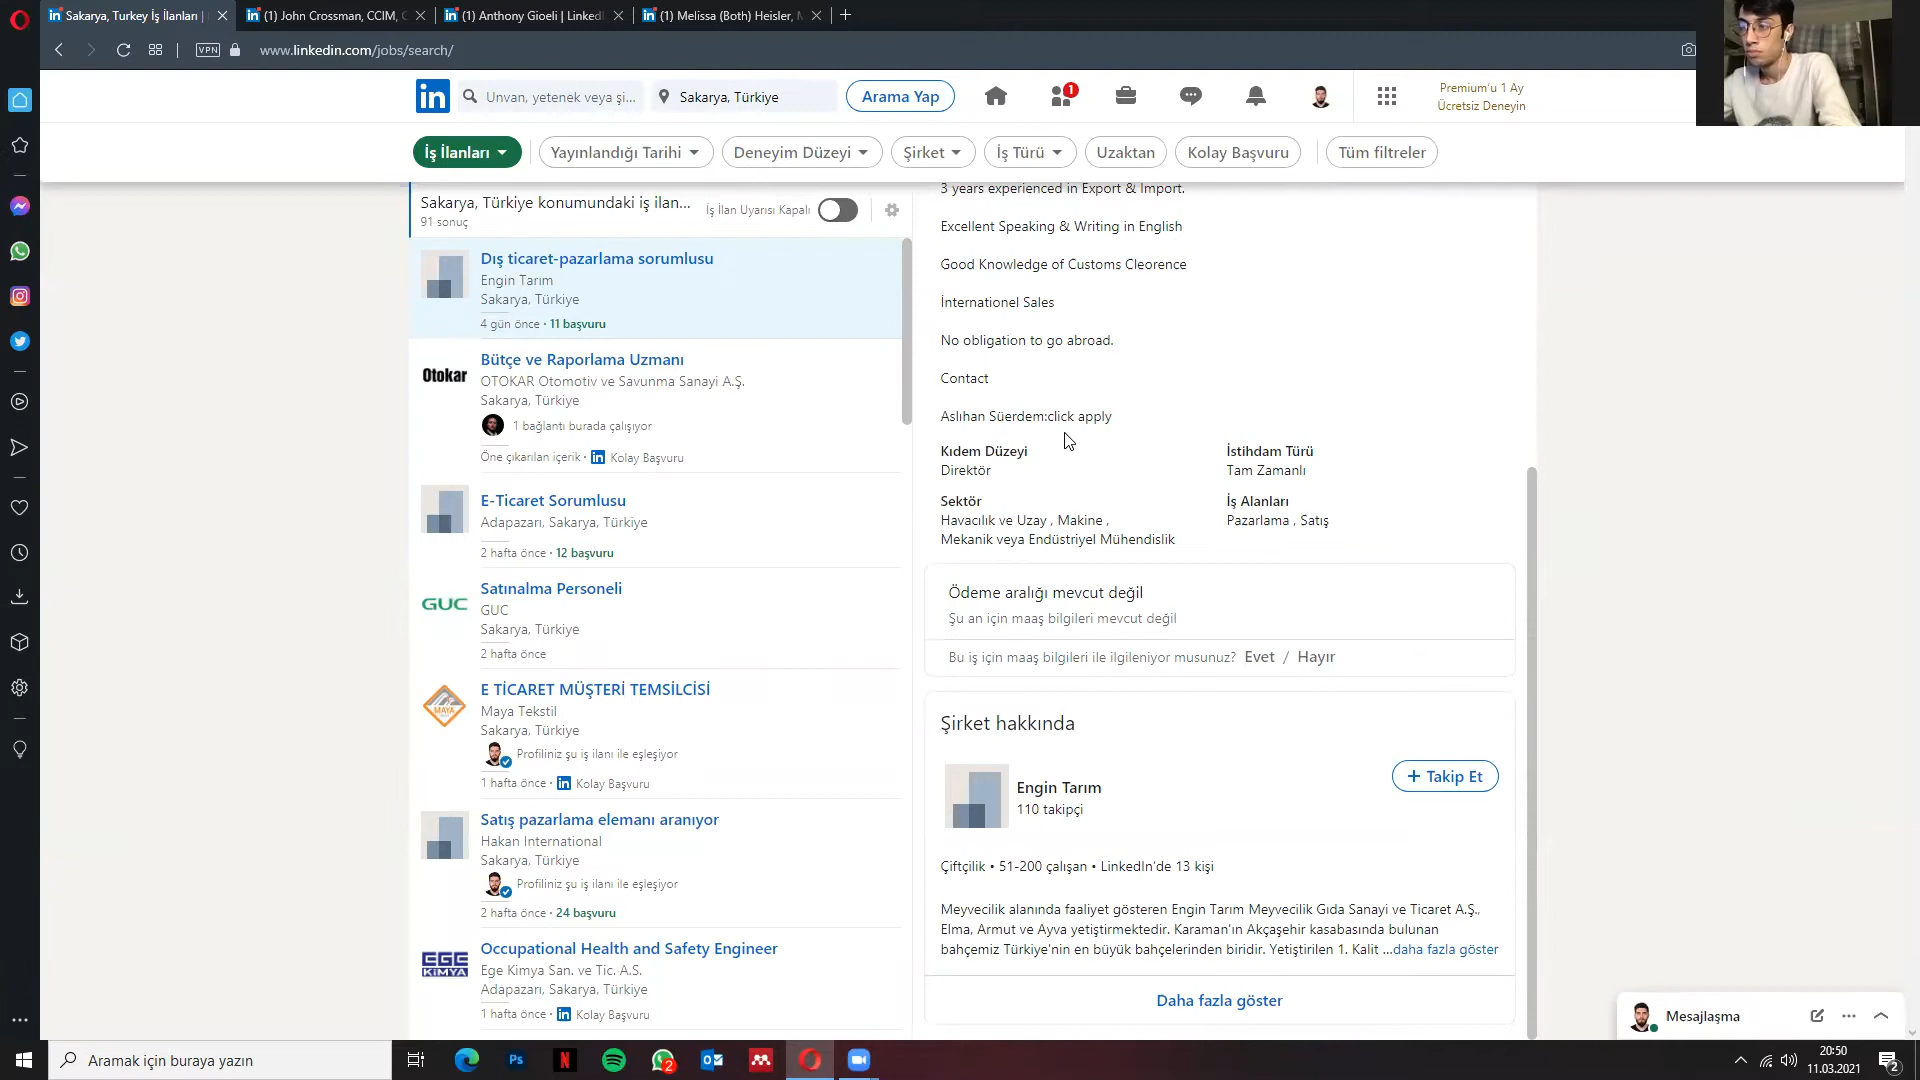 Sakarya, Turkey İş İlanları |
(1) John Crossman, CCIM, C
(1) Anthony Gioeli | LinkedI
(1) Melissa (Both) Heisler, M
VPN
www.linkedin.com/jobs/search/
in
Unvan, yetenek veya şi...
Sakarya, Türkiye
Arama Yap
1
Premium'u 1 Ay
Ücretsiz Deneyin
İş İlanları
Yayınlandığı Tarihi
Deneyim Düzeyi
Şirket
İş Türü
Uzaktan
Kolay Başvuru
Tüm filtreler
Sakarya, Türkiye konumundaki iş ilan...
91 sonuç
İş İlan Uyarısı Kapalı
Dış ticaret-pazarlama sorumlusu
Engin Tarım
Sakarya, Türkiye
4 gün önce · 11 başvuru
Otokar
Bütçe ve Raporlama Uzmanı
OTOKAR Otomotiv ve Savunma Sanayi A.Ş.
Sakarya, Türkiye
1 bağlantı burada çalışıyor
Öne çıkarılan içerik · in Kolay Başvuru
E-Ticaret Sorumlusu
Adapazarı, Sakarya, Türkiye
2 hafta önce · 12 başvuru
GUC
Satınalma Personeli
GUC
Sakarya, Türkiye
2 hafta önce
MAYA
E TİCARET MÜŞTERİ TEMSİLCİSİ
Maya Tekstil
Sakarya, Türkiye
Profiliniz şu iş ilanı ile eşleşiyor
1 hafta önce · in Kolay Başvuru
Satış pazarlama elemanı aranıyor
Hakan International
Sakarya, Türkiye
Profiliniz şu iş ilanı ile eşleşiyor
2 hafta önce · 24 başvuru
EGE
KİMYA
Occupational Health and Safety Engineer
Ege Kimya San. ve Tic. A.S.
Adapazarı, Sakarya, Türkiye
1 hafta önce · in Kolay Başvuru
3 years experienced in Export & Import.
Excellent Speaking & Writing in English
Good Knowledge of Customs Cleorence
İnternationel Sales
No obligation to go abroad.
Contact
Aslıhan Süerdem:click apply
Kıdem Düzeyi
Direktör
İstihdam Türü
Tam Zamanlı
Sektör
Havacılık ve Uzay , Makine ,
Mekanik veya Endüstriyel Mühendislik
İş Alanları
Pazarlama , Satış
Ödeme aralığı mevcut değil
Şu an için maaş bilgileri mevcut değil
Bu iş için maaş bilgileri ile ilgileniyor musunuz? Evet / Hayır
Şirket hakkında
Engin Tarım
110 takipçi
+ Takip Et
Çiftçilik • 51-200 çalışan • LinkedIn'de 13 kişi
Meyvecilik alanında faaliyet gösteren Engin Tarım Meyvecilik Gıda Sanayi ve Ticaret A.Ş.,
Elma, Armut ve Ayva yetiştirmektedir. Karaman'ın Akçaşehir kasabasında bulunan
bahçemiz Türkiye'nin en büyük bahçelerinden biridir. Yetiştirilen 1. Kalit ...daha fazla göster
Daha fazla göster
Mesajlaşma
Aramak için buraya yazın
Ps
N
2
20:50
11.03.2021
2